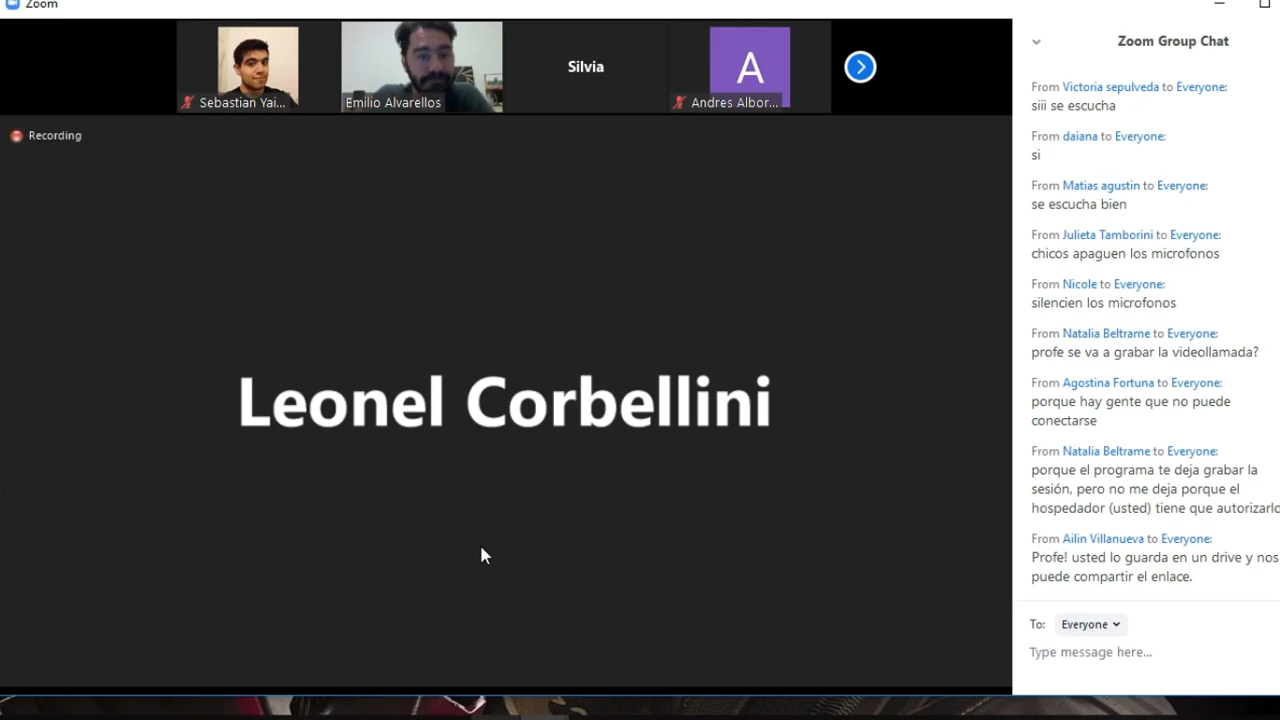 Zoom
Silvia
A
Sebastian Yai...
Emilio Alvarellos
Andres Albor...
Recording
Leonel Corbellini
Zoom Group Chat
From Victoria sepulveda to Everyone:
siii se escucha
From daiana to Everyone:
si
From Matias agustin to Everyone:
se escucha bien
From Julieta Tamborini to Everyone:
chicos apaguen los microfonos
From Nicole to Everyone:
silencien los microfonos
From Natalia Beltrame to Everyone:
profe se va a grabar la videollamada?
From Agostina Fortuna to Everyone:
porque hay gente que no puede
conectarse
From Natalia Beltrame to Everyone:
porque el programa te deja grabar la
sesión, pero no me deja porque el
hospedador (usted) tiene que autorizarlo
From Ailin Villanueva to Everyone:
Profe! usted lo guarda en un drive y nos
puede compartir el enlace.
To: Everyone
Type message here...